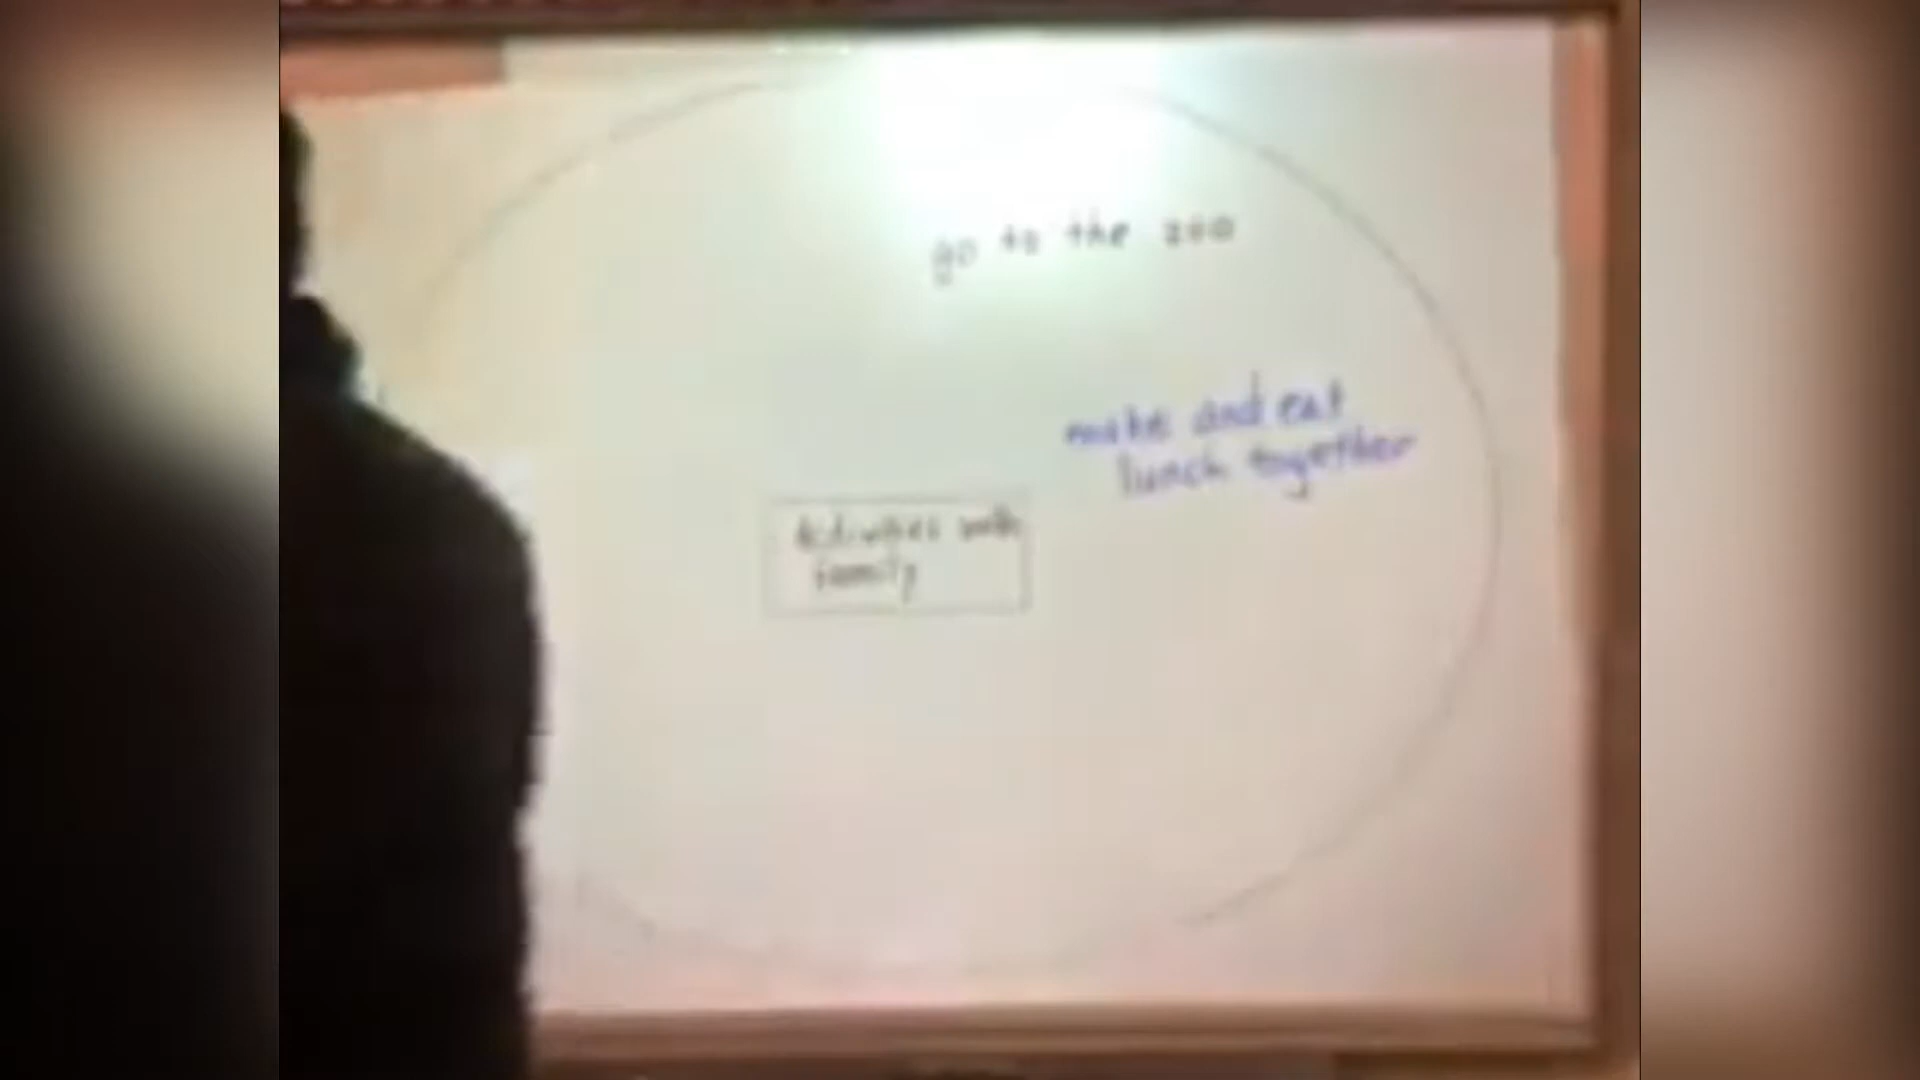 go to the zoo
make and eat
lunch together
Activities with
family